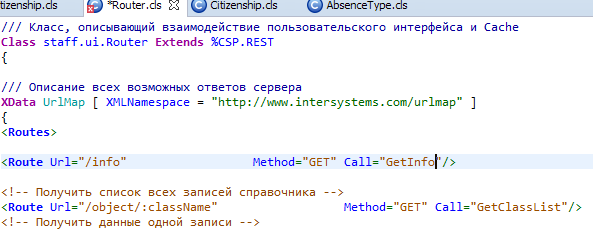 izenship.cls *Router.cls Citizenship.cls AbsenceType.cls
/// Класс, описывающий взаимодействие пользовательского интерфейса и Cache
Class staff.ui.Router Extends %CSP.REST
{
/// Описание всех возможных ответов сервера
XData UrlMap [ XMLNamespace = "http://www.intersystems.com/urlmap" ]
{
<Routes>
<Route Url="/info" Method="GET" Call="GetInfo"/>
<!-- Получить список всех записей справочника -->
<Route Url="/object/:className" Method="GET" Call="GetClassList"/>
<!-- Получить данные одной записи -->